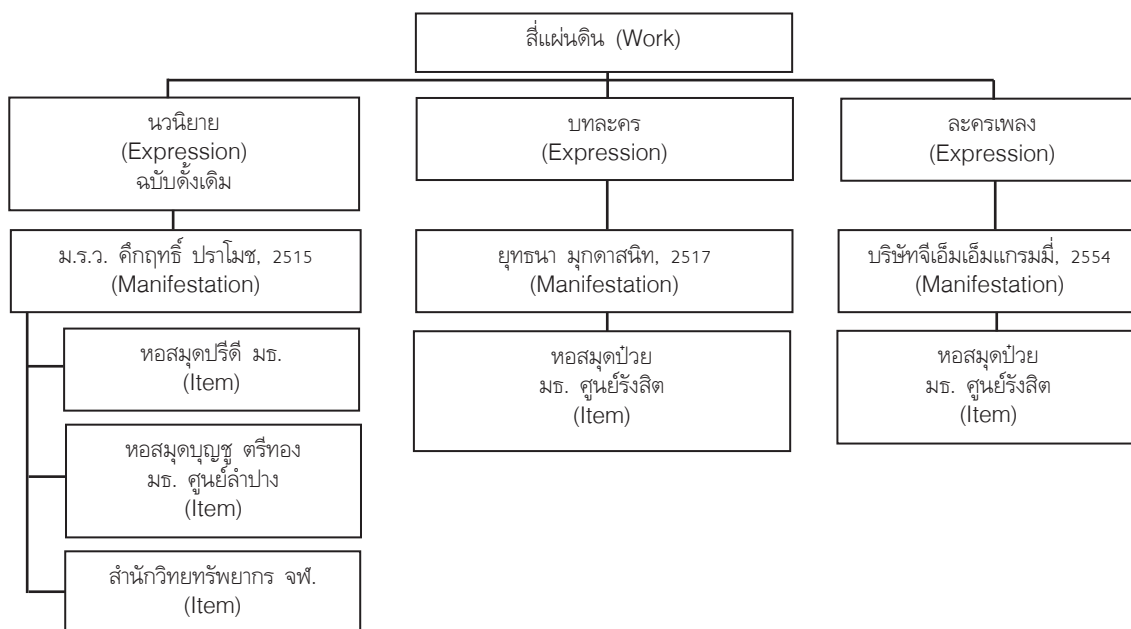 สี่แผ่นดิน (Work)
นวนิยาย
(Expression)
ฉบับดั้งเดิม
บทละคร
(Expression)
ละครเพลง
(Expression)
ม.ร.ว. คึกฤทธิ์ ปราโมช, 2515
(Manifestation)
ยุทธนา มุกดาสนิท, 2517
(Manifestation)
บริษัทจีเอ็มเอ็มแกรมมี่, 2554
(Manifestation)
หอสมุดปรีดี มธ.
(Item)
หอสมุดบุญชู ตรีทอง
มธ. ศูนย์ลำปาง
(Item)
สำนักวิทยทรัพยากร จฬ.
(Item)
หอสมุดป๋วย
มธ. ศูนย์รังสิต
(Item)
หอสมุดป๋วย
มธ. ศูนย์รังสิต
(Item)